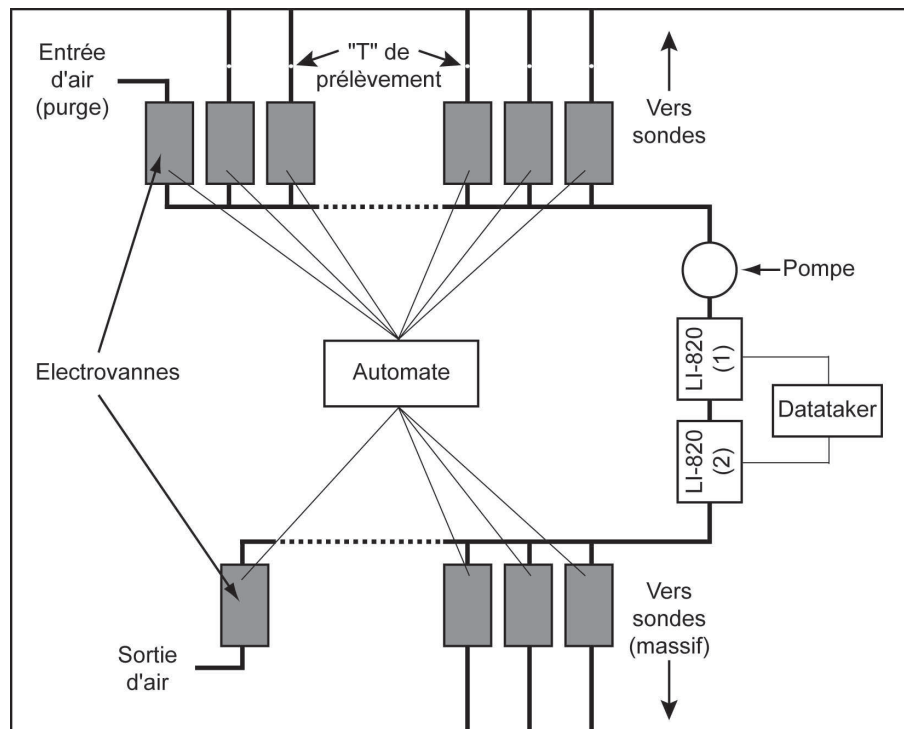 Entrée
d'air
(purge)
"T" de
prélèvement
Vers
sondes
Pompe
Electrovannes
Automate
LI-820
(1)
Datataker
LI-820
(2)
Sortie
d'air
Vers
sondes
(massif)